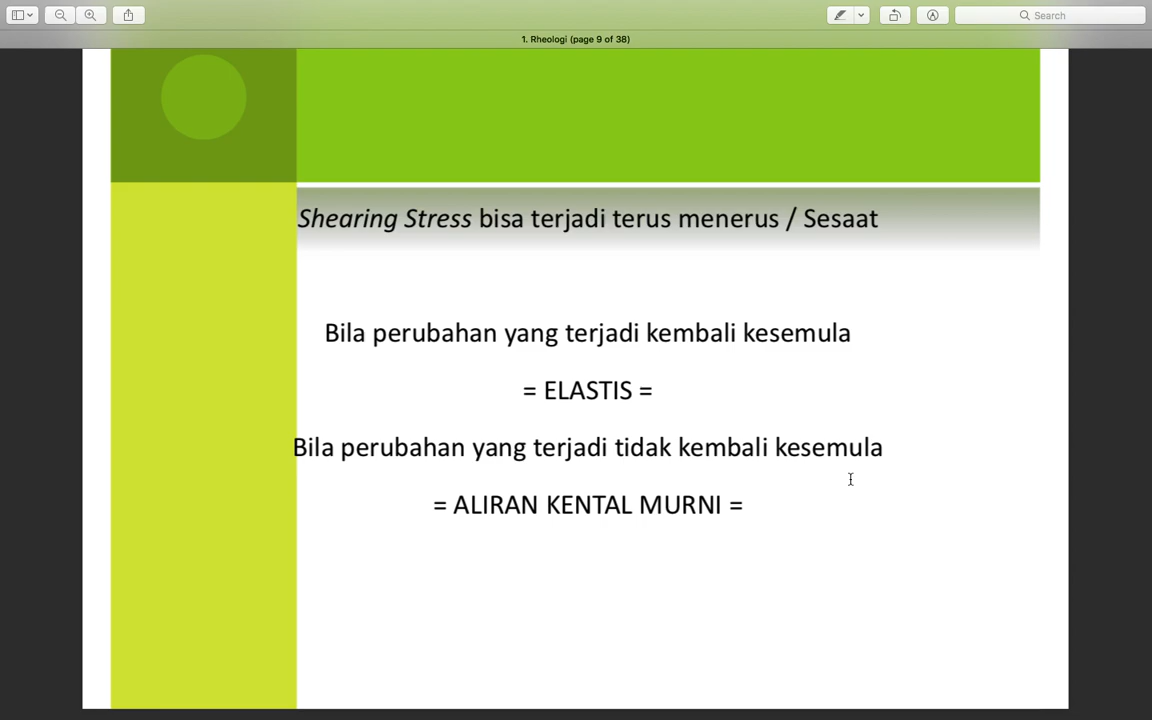 Search
1. Rheologi (page 9 of 38)
Shearing Stress bisa terjadi terus menerus / Sesaat
Bila perubahan yang terjadi kembali kesemula
= ELASTIS =
Bila perubahan yang terjadi tidak kembali kesemula
= ALIRAN KENTAL MURNI =